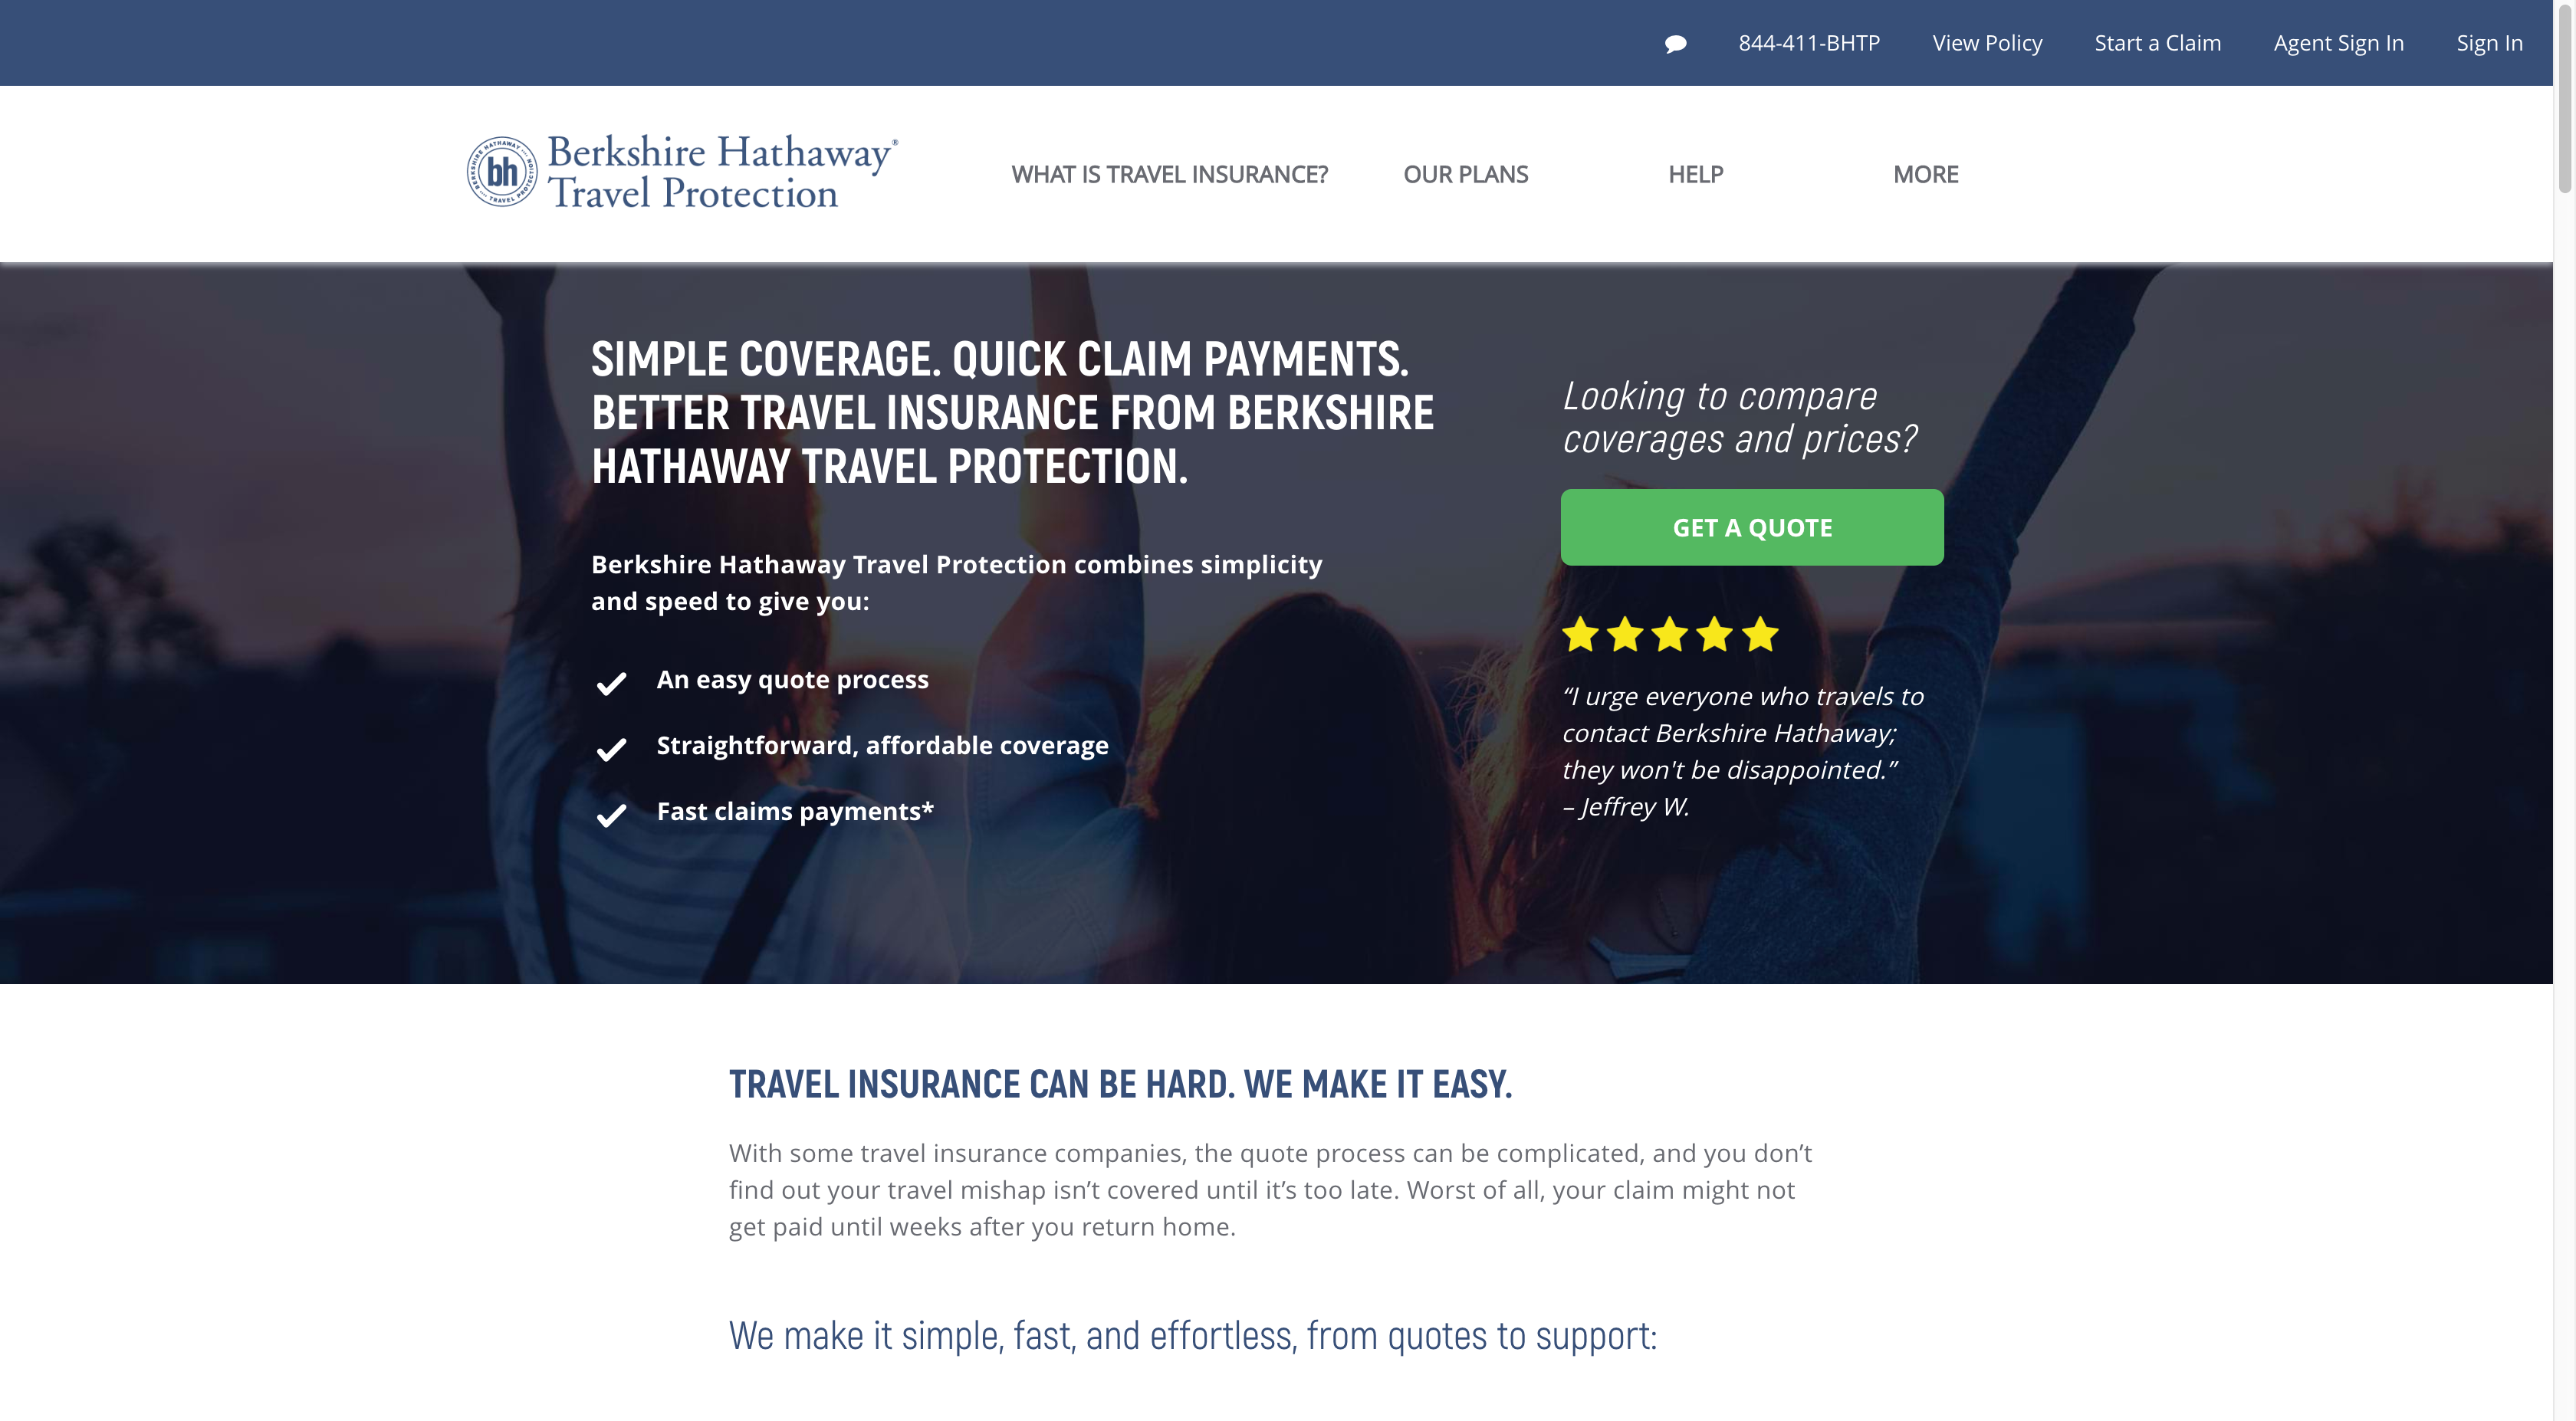 844-411-BHTP View Policy Start a Claim Agent Sign In Sign In
Berkshire Hathaway®
Travel Protection
WHAT IS TRAVEL INSURANCE? OUR PLANS HELP MORE
BERKSHIRE HATHAWAY
bh
TRAVEL PROTECTION
SIMPLE COVERAGE. QUICK CLAIM PAYMENTS.
BETTER TRAVEL INSURANCE FROM BERKSHIRE
HATHAWAY TRAVEL PROTECTION.
Berkshire Hathaway Travel Protection combines simplicity
and speed to give you:
An easy quote process
Straightforward, affordable coverage
Fast claims payments*
Looking to compare
coverages and prices?
GET A QUOTE
“I urge everyone who travels to
contact Berkshire Hathaway;
they won't be disappointed.”
– Jeffrey W.
TRAVEL INSURANCE CAN BE HARD. WE MAKE IT EASY.
With some travel insurance companies, the quote process can be complicated, and you don’t
find out your travel mishap isn’t covered until it’s too late. Worst of all, your claim might not
get paid until weeks after you return home.
We make it simple, fast, and effortless, from quotes to support: